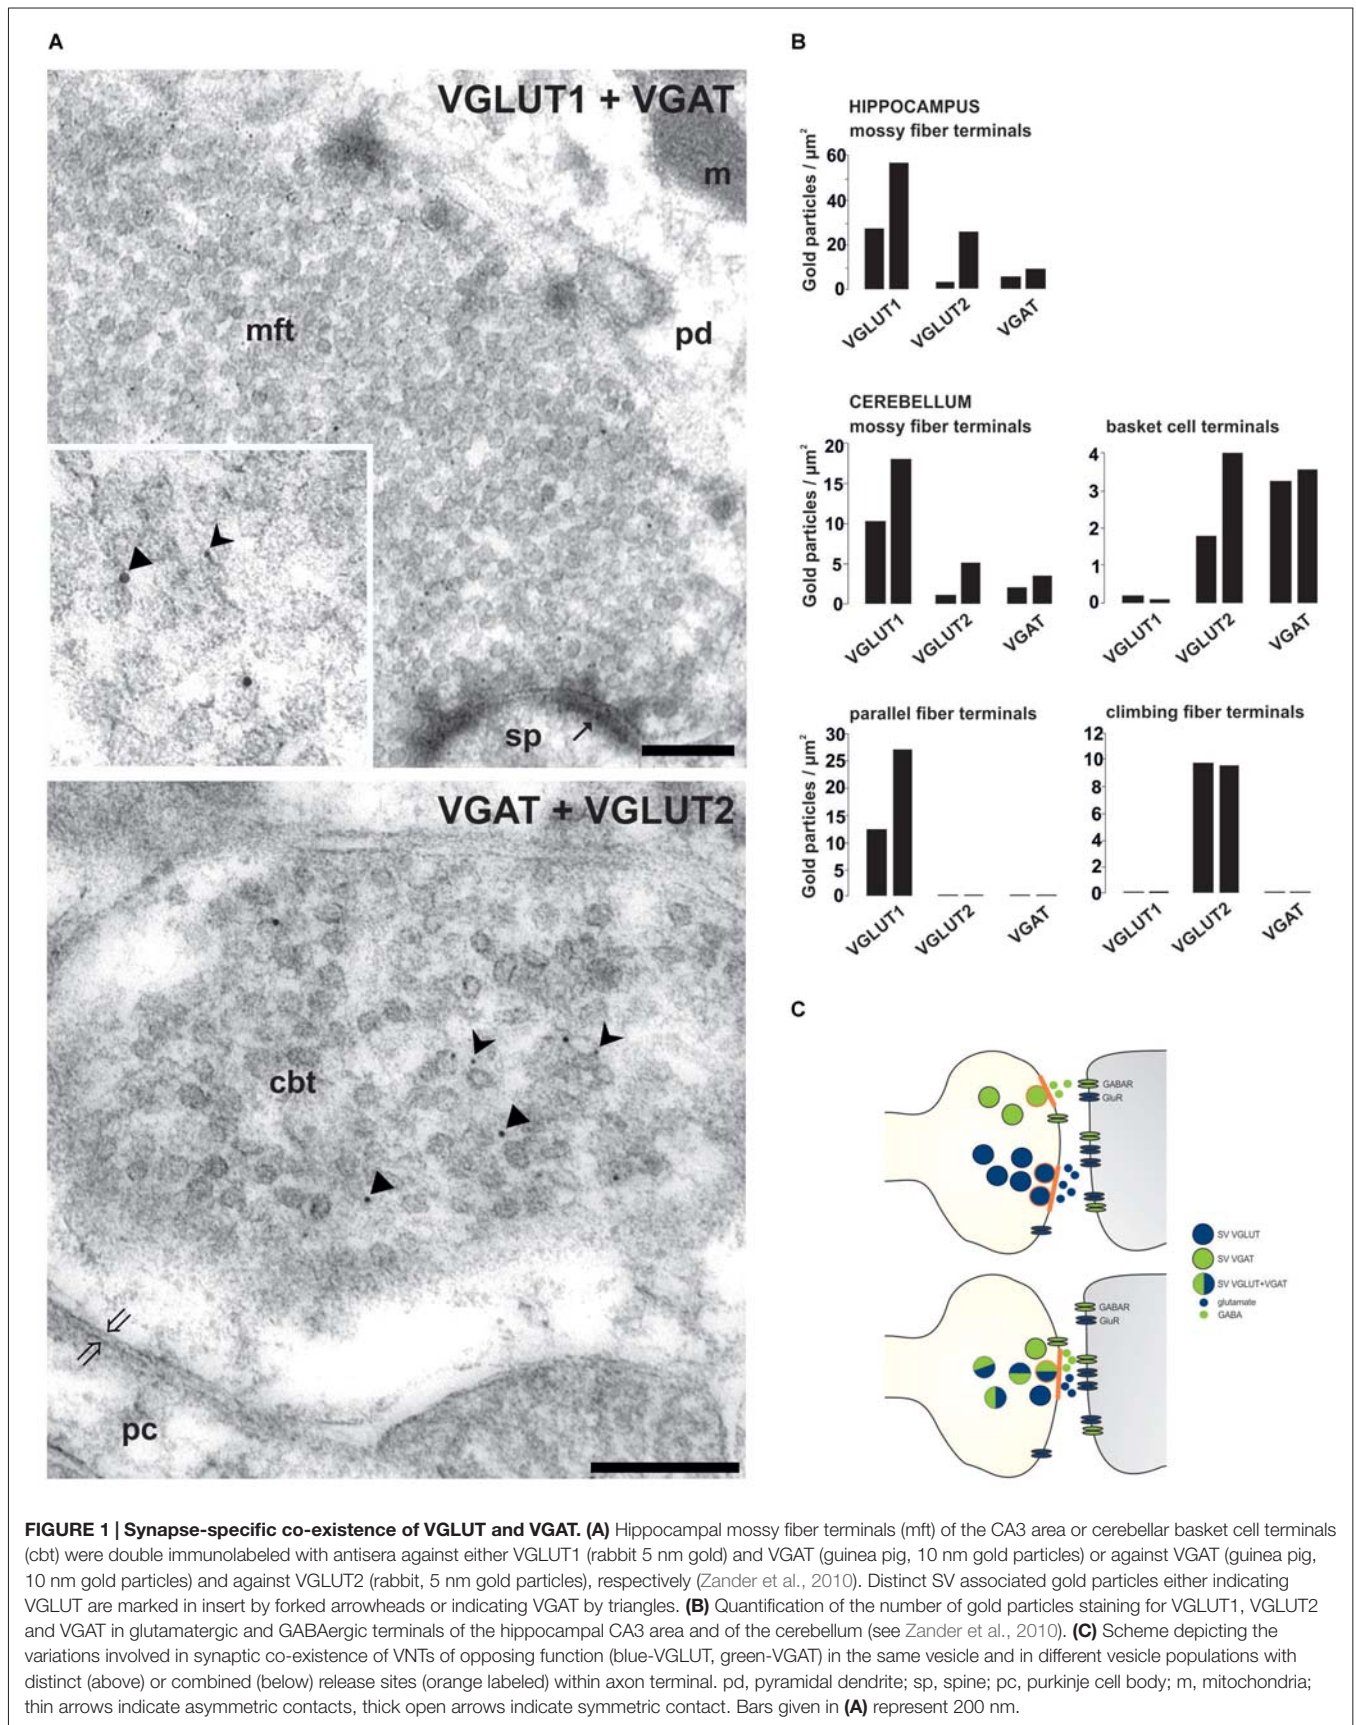 A
VGLUT1 + VGAT
m
mft
pd
sp
VGAT + VGLUT2
cbt
pc
B
HIPPOCAMPUS
mossy fiber terminals
Gold particles / µm²
60
40
20
0
VGLUT1
VGLUT2
VGAT
CEREBELLUM
mossy fiber terminals
Gold particles / µm²
20
15
10
5
0
VGLUT1
VGLUT2
VGAT
basket cell terminals
4
3
2
1
0
VGLUT1
VGLUT2
VGAT
parallel fiber terminals
Gold particles / µm²
30
25
20
15
10
5
0
VGLUT1
VGLUT2
VGAT
climbing fiber terminals
12
10
8
6
4
2
0
VGLUT1
VGLUT2
VGAT
C
GABAR
GluR
SV VGLUT
SV VGAT
SV VGLUT+VGAT
glutamate
GABA
GABAR
GluR
FIGURE 1 | Synapse-specific co-existence of VGLUT and VGAT. (A) Hippocampal mossy fiber terminals (mft) of the CA3 area or cerebellar basket cell terminals
(cbt) were double immunolabeled with antisera against either VGLUT1 (rabbit 5 nm gold) and VGAT (guinea pig, 10 nm gold particles) or against VGAT (guinea pig,
10 nm gold particles) and against VGLUT2 (rabbit, 5 nm gold particles), respectively (Zander et al., 2010). Distinct SV associated gold particles either indicating
VGLUT are marked in insert by forked arrowheads or indicating VGAT by triangles. (B) Quantification of the number of gold particles staining for VGLUT1, VGLUT2
and VGAT in glutamatergic and GABAergic terminals of the hippocampal CA3 area and of the cerebellum (see Zander et al., 2010). (C) Scheme depicting the
variations involved in synaptic co-existence of VNTs of opposing function (blue-VGLUT, green-VGAT) in the same vesicle and in different vesicle populations with
distinct (above) or combined (below) release sites (orange labeled) within axon terminal. pd, pyramidal dendrite; sp, spine; pc, purkinje cell body; m, mitochondria;
thin arrows indicate asymmetric contacts, thick open arrows indicate symmetric contact. Bars given in (A) represent 200 nm.